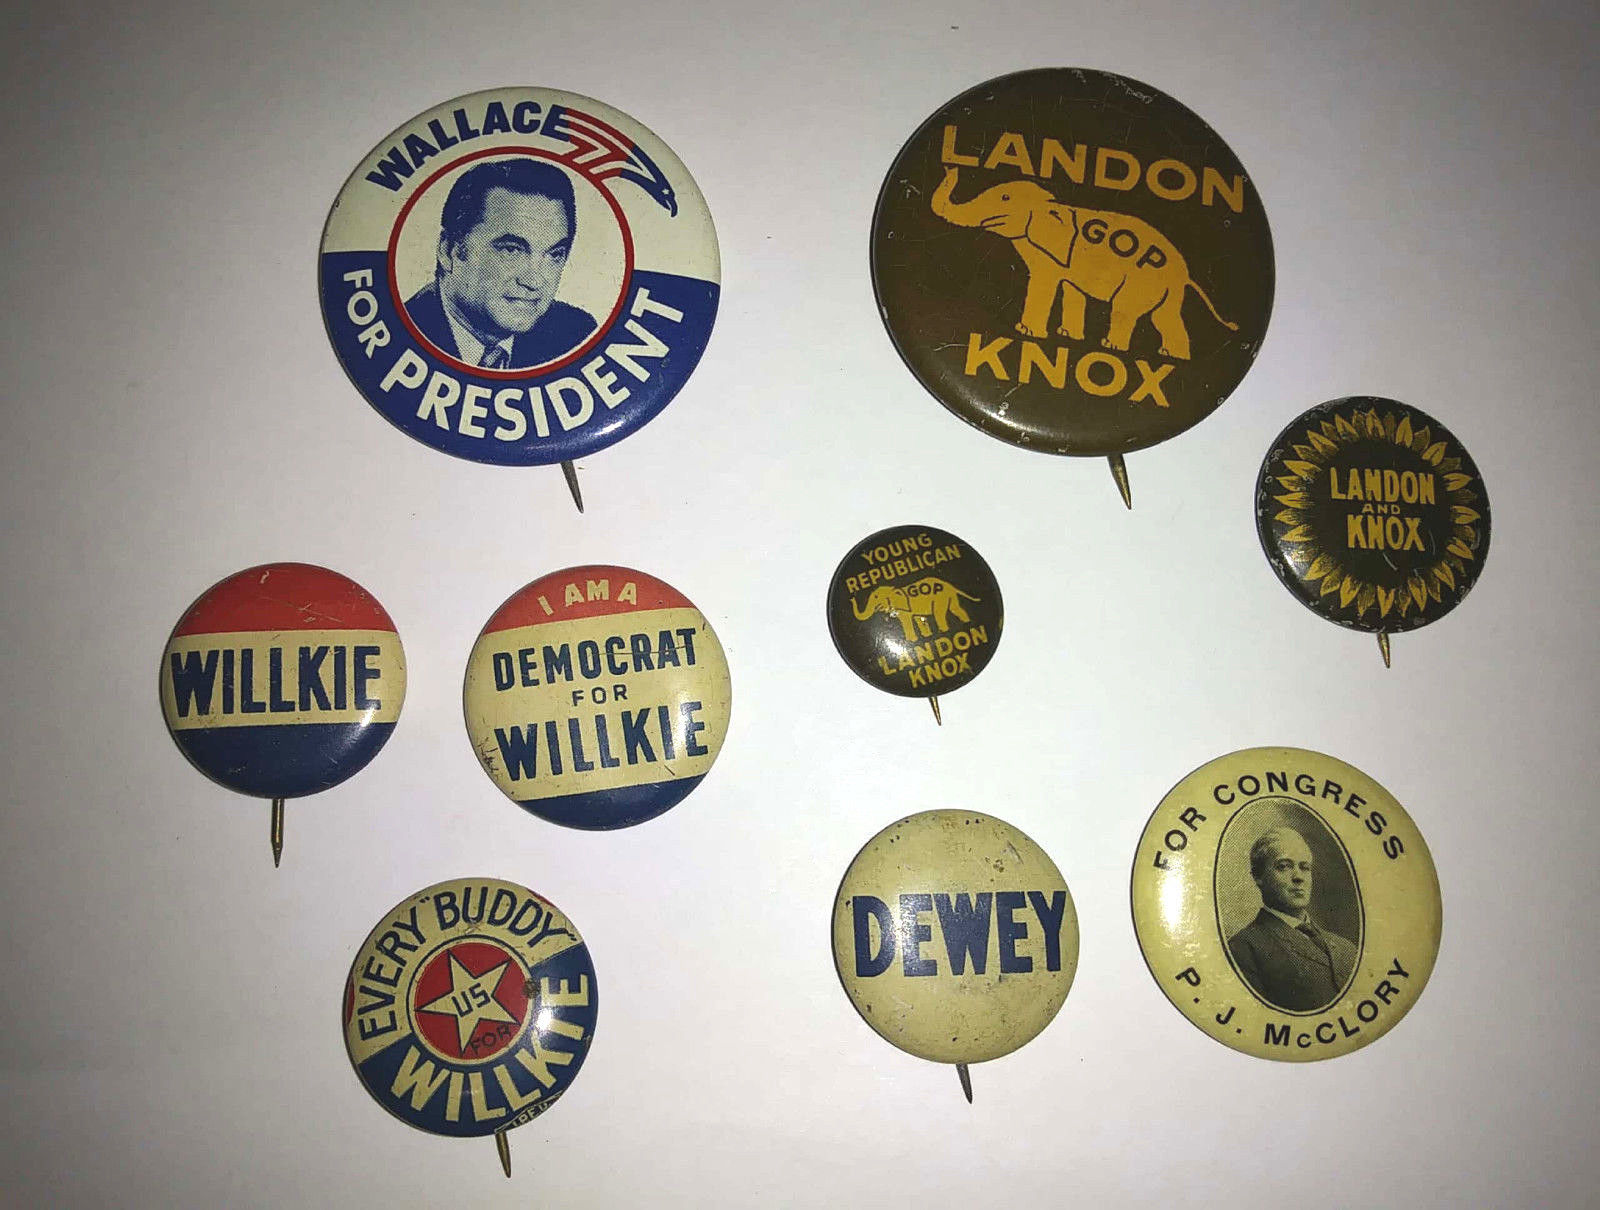 WALLACE
FOR PRESIDENT
LANDON
GOP
KNOX
LANDON
AND
KNOX
YOUNG
REPUBLICAN
GOP
LANDON
KNOX
WILLKIE
I AM A
DEMOCRAT
FOR
WILLKIE
EVERY "BUDDY"
US
FOR
WILLKIE
DEWEY
FOR CONGRESS
P. J. McCLORY